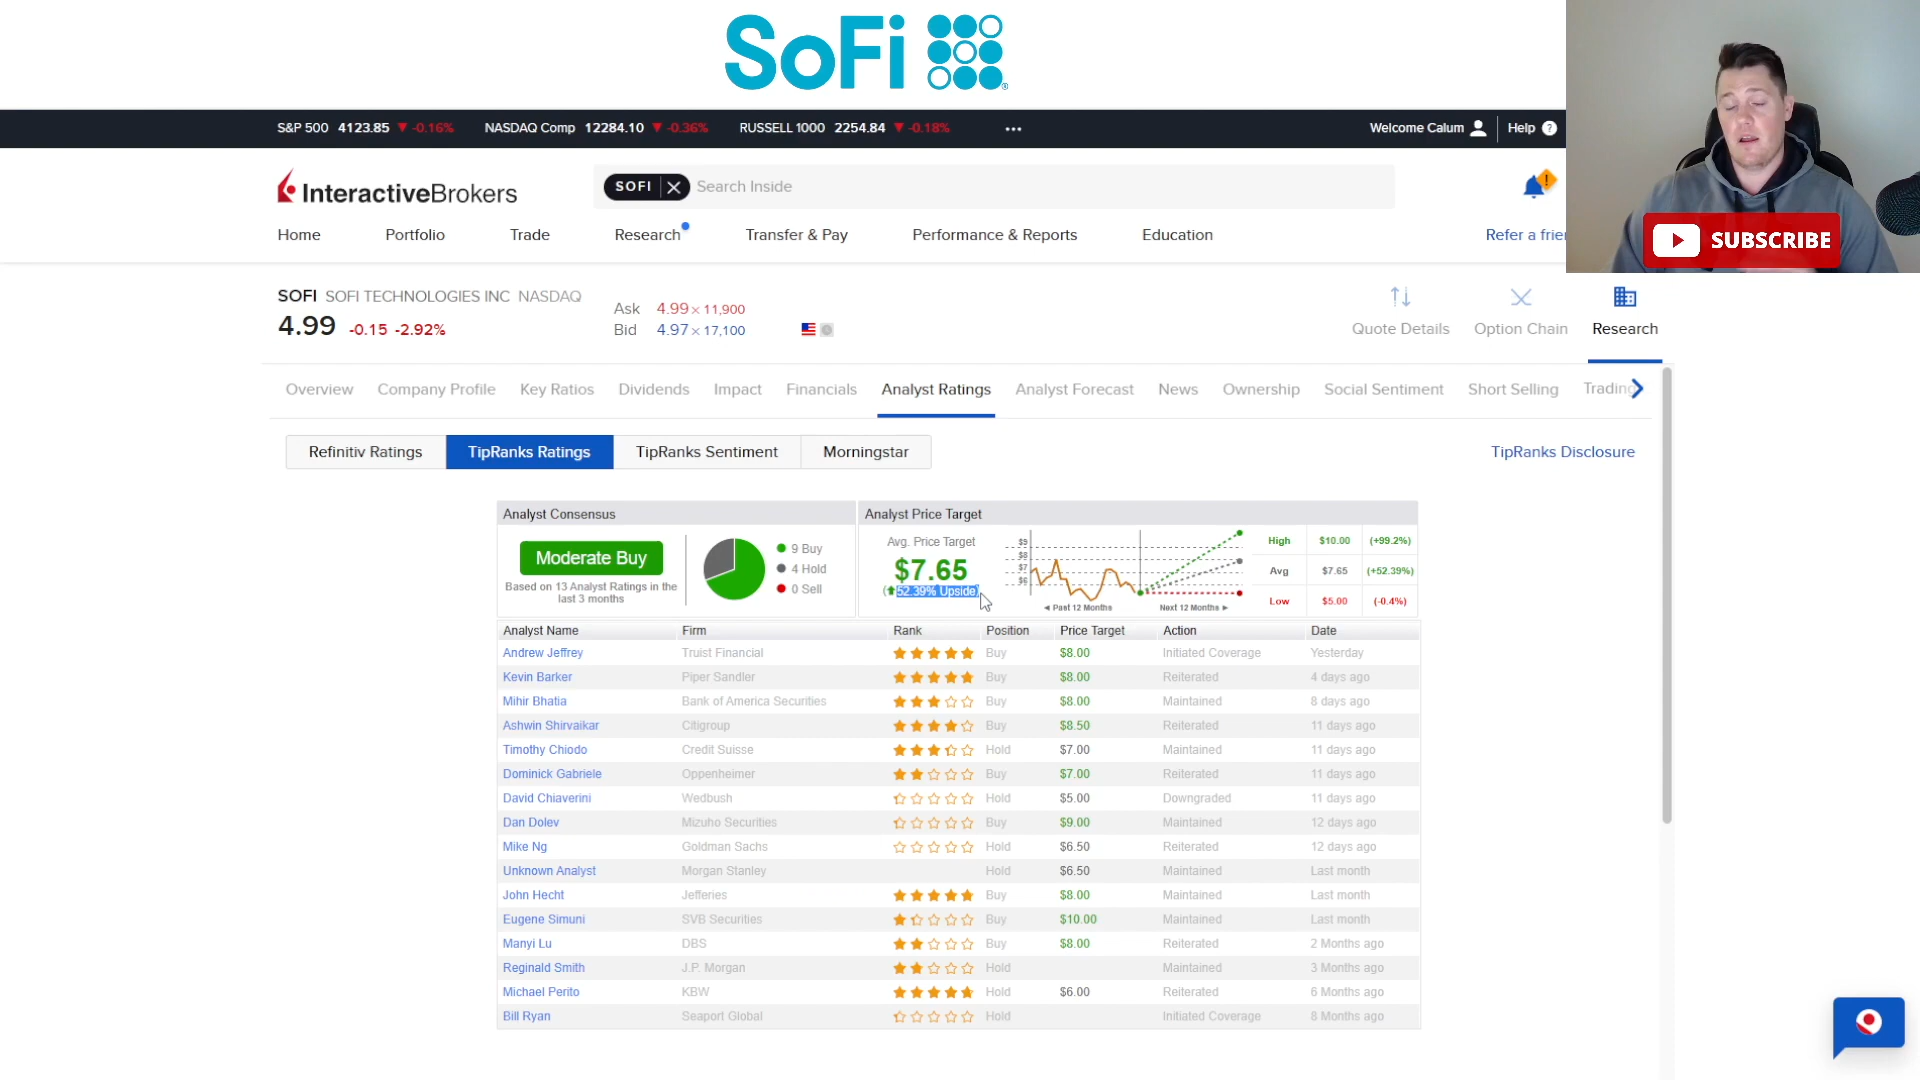 SoFi
S&P 500 4123.85 ▼ -0.16% NASDAQ Comp 12284.10 ▼ -0.36% RUSSELL 1000 2254.84 ▼ -0.18% ••• Welcome Calum Help ?
InteractiveBrokers SOFI X Search Inside
Home Portfolio Trade Research Transfer & Pay Performance & Reports Education Refer a frien
SUBSCRIBE
SOFI SOFI TECHNOLOGIES INC NASDAQ
4.99 -0.15 -2.92%
Ask 4.99 × 11,900
Bid 4.97 × 17,100
Quote Details Option Chain Research
Overview Company Profile Key Ratios Dividends Impact Financials Analyst Ratings Analyst Forecast News Ownership Social Sentiment Short Selling Trading
Refinitiv Ratings TipRanks Ratings TipRanks Sentiment Morningstar TipRanks Disclosure
Analyst Consensus
Moderate Buy
Based on 13 Analyst Ratings in the
last 3 months
9 Buy
4 Hold
0 Sell
Analyst Price Target
Avg. Price Target
$7.65
(52.39% Upside)
$9
$8
$7
$6
◄ Past 12 Months Next 12 Months ►
High $10.00 (+99.2%)
Avg $7.65 (+52.39%)
Low $5.00 (-0.4%)
Analyst Name Firm Rank Position Price Target Action Date
Andrew Jeffrey Truist Financial Buy $8.00 Initiated Coverage Yesterday
Kevin Barker Piper Sandler Buy $8.00 Reiterated 4 days ago
Mihir Bhatia Bank of America Securities Buy $8.00 Maintained 8 days ago
Ashwin Shirvaikar Citigroup Buy $8.50 Reiterated 11 days ago
Timothy Chiodo Credit Suisse Hold $7.00 Maintained 11 days ago
Dominick Gabriele Oppenheimer Buy $7.00 Reiterated 11 days ago
David Chiaverini Wedbush Hold $5.00 Downgraded 11 days ago
Dan Dolev Mizuho Securities Buy $9.00 Maintained 12 days ago
Mike Ng Goldman Sachs Hold $6.50 Reiterated 12 days ago
Unknown Analyst Morgan Stanley Hold $6.50 Maintained Last month
John Hecht Jefferies Buy $8.00 Maintained Last month
Eugene Simuni SVB Securities Buy $10.00 Maintained Last month
Manyi Lu DBS Buy $8.00 Reiterated 2 Months ago
Reginald Smith J.P. Morgan Hold Maintained 3 Months ago
Michael Perito KBW Hold $6.00 Reiterated 6 Months ago
Bill Ryan Seaport Global Hold Initiated Coverage 8 Months ago